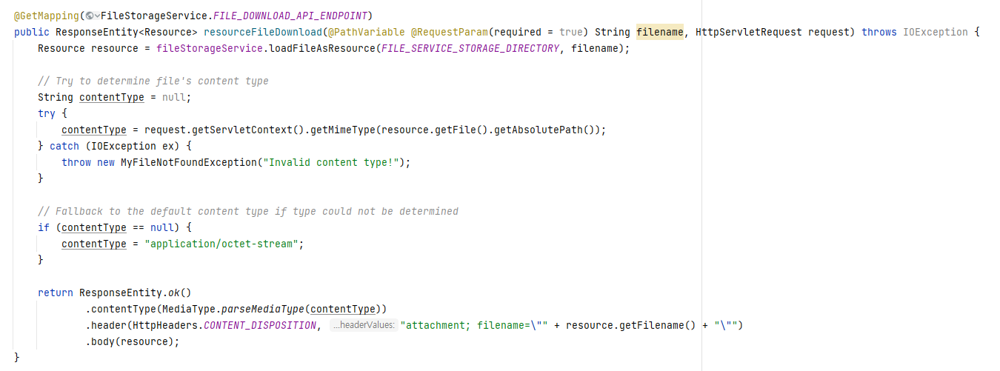 @GetMapping(FileStorageService.FILE_DOWNLOAD_API_ENDPOINT)
public ResponseEntity<Resource> resourceFileDownload(@PathVariable @RequestParam(required = true) String filename, HttpServletRequest request) throws IOException {
    Resource resource = fileStorageService.loadFileAsResource(FILE_SERVICE_STORAGE_DIRECTORY, filename);

    // Try to determine file's content type
    String contentType = null;
    try {
        contentType = request.getServletContext().getMimeType(resource.getFile().getAbsolutePath());
    } catch (IOException ex) {
        throw new MyFileNotFoundException("Invalid content type!");
    }

    // Fallback to the default content type if type could not be determined
    if (contentType == null) {
        contentType = "application/octet-stream";
    }

    return ResponseEntity.ok()
            .contentType(MediaType.parseMediaType(contentType))
            .header(HttpHeaders.CONTENT_DISPOSITION, ...headerValues: "attachment; filename=\"" + resource.getFilename() + "\"")
            .body(resource);
}